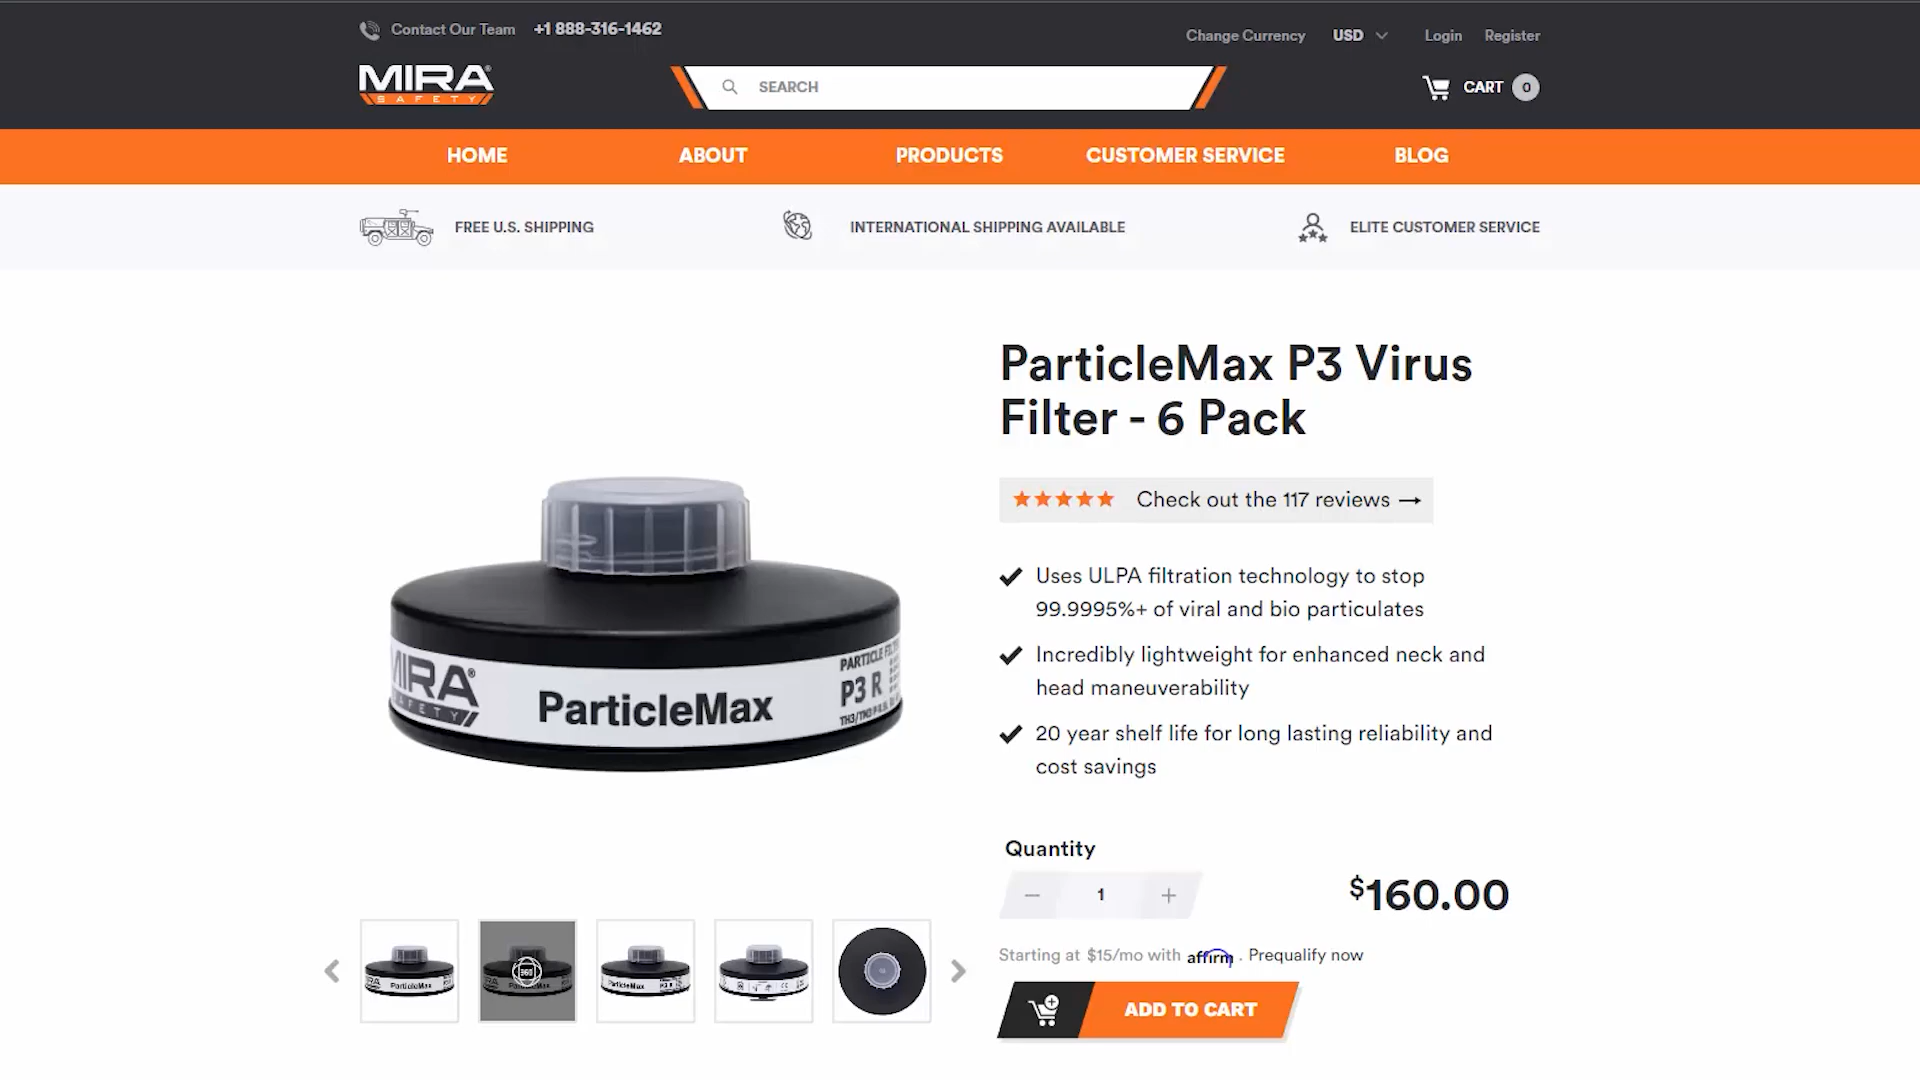 Contact Our Team +1 888-316-1462
Change Currency USD Login Register
MIRA®
SAFETY
SEARCH
CART 0
HOME ABOUT PRODUCTS CUSTOMER SERVICE BLOG
FREE U.S. SHIPPING INTERNATIONAL SHIPPING AVAILABLE ELITE CUSTOMER SERVICE
ParticleMax P3 Virus
Filter - 6 Pack
Check out the 117 reviews →
Uses ULPA filtration technology to stop
99.9995%+ of viral and bio particulates
Incredibly lightweight for enhanced neck and
head maneuverability
20 year shelf life for long lasting reliability and
cost savings
MIRA®
SAFETY
ParticleMax
PARTICLE
P3 R
Quantity
1
$160.00
Starting at $15/mo with affirm. Prequalify now
ADD TO CART
ParticleMax
360
ParticleMax